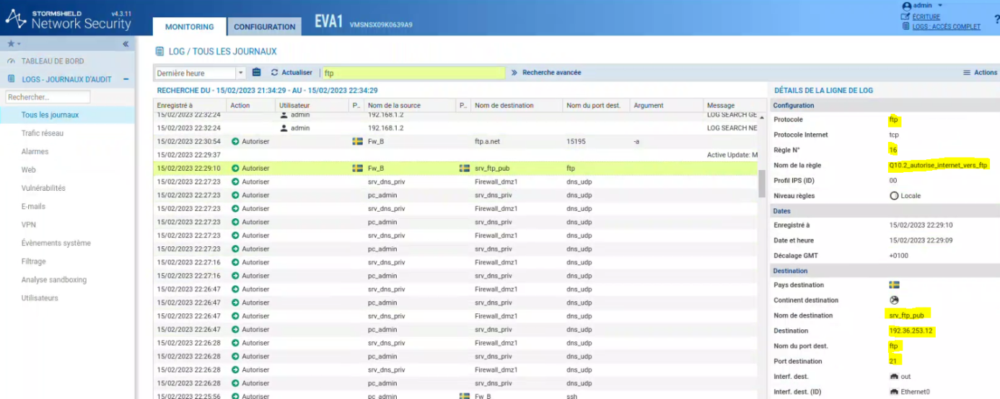 STORMSHIELD v4.3.11
Network Security
MONITORING CONFIGURATION EVA1 VMSNSX09K0639A9
admin
ÉCRITURE
LOGS : ACCÈS COMPLET
?
TABLEAU DE BORD
LOGS - JOURNAUX D'AUDIT
Rechercher...
Tous les journaux
Trafic réseau
Alarmes
Web
Vulnérabilités
E-mails
VPN
Évènements système
Filtrage
Analyse sandboxing
Utilisateurs
LOG / TOUS LES JOURNAUX
Dernière heure Actualiser ftp Recherche avancée Actions
RECHERCHE DU - 15/02/2023 21:34:29 - AU - 15/02/2023 22:34:29
Enregistré à Action Utilisateur P... Nom de la source P... Nom de destination Nom du port dest. Argument Message
15/02/2023 22:32:24 admin 192.168.1.2 LOG SEARCH GE
15/02/2023 22:32:24 admin 192.168.1.2 LOG SEARCH NE
15/02/2023 22:30:54 Autoriser Fw_B ftp.a.net 15195 -a
15/02/2023 22:29:37 Active Update: M
15/02/2023 22:29:10 Autoriser Fw_B srv_ftp_pub ftp
15/02/2023 22:27:23 Autoriser srv_dns_priv Firewall_dmz1 dns_udp
15/02/2023 22:27:23 Autoriser pc_admin srv_dns_priv dns_udp
15/02/2023 22:27:23 Autoriser srv_dns_priv Firewall_dmz1 dns_udp
15/02/2023 22:27:23 Autoriser pc_admin srv_dns_priv dns_udp
15/02/2023 22:27:23 Autoriser srv_dns_priv Firewall_dmz1 dns_udp
15/02/2023 22:27:23 Autoriser pc_admin srv_dns_priv dns_udp
15/02/2023 22:27:16 Autoriser srv_dns_priv Firewall_dmz1 dns_udp
15/02/2023 22:27:16 Autoriser pc_admin srv_dns_priv dns_udp
15/02/2023 22:26:47 Autoriser srv_dns_priv Firewall_dmz1 dns_udp
15/02/2023 22:26:47 Autoriser pc_admin srv_dns_priv dns_udp
15/02/2023 22:26:47 Autoriser srv_dns_priv Firewall_dmz1 dns_udp
15/02/2023 22:26:47 Autoriser pc_admin srv_dns_priv dns_udp
15/02/2023 22:26:28 Autoriser srv_dns_priv Firewall_dmz1 dns_udp
15/02/2023 22:26:28 Autoriser pc_admin srv_dns_priv dns_udp
15/02/2023 22:26:28 Autoriser srv_dns_priv Firewall_dmz1 dns_udp
15/02/2023 22:26:28 Autoriser pc_admin srv_dns_priv dns_udp
15/02/2023 22:25:56 Autoriser pc_admin Fw_B ssh
DÉTAILS DE LA LIGNE DE LOG
Configuration
Protocole ftp
Protocole Internet tcp
Règle N° 16
Nom de la règle Q10.2_autorise_internet_vers_ftp
Profil IPS (ID) 00
Niveau règles Locale
Dates
Enregistré à 15/02/2023 22:29:10
Date et heure 15/02/2023 22:29:09
Décalage GMT +0100
Destination
Pays destination
Continent destination
Nom de destination srv_ftp_pub
Destination 192.36.253.12
Nom du port dest. ftp
Port destination 21
Interf. dest. out
Interf. dest. (ID) Ethernet0